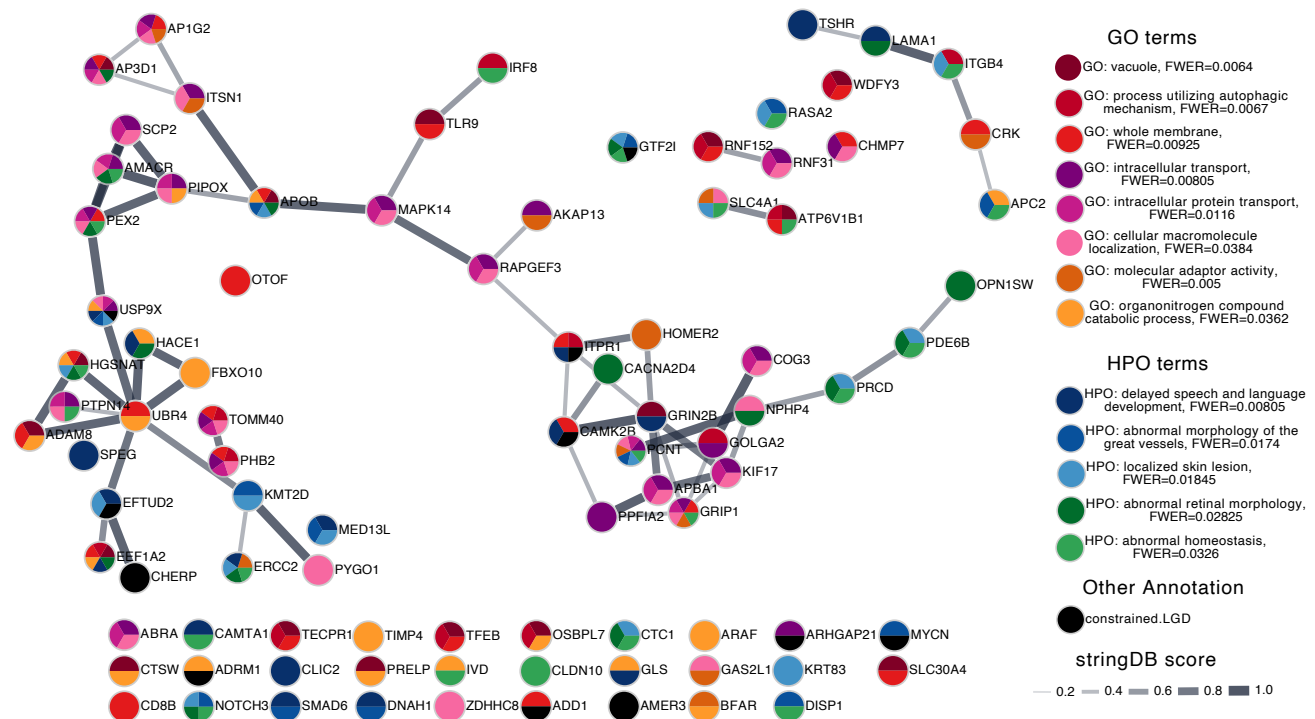 AP1G2
AP3D1
ITSN1
SCP2
AMACR
PIPOX
APOB
PEX2
OTOF
USP9X
HACE1
HGSNAT
FBXO10
PTPN14
UBR4
TOMM40
ADAM8
SPEG
PHB2
EFTUD2
KMT2D
MED13L
EEF1A2
CHERP
ERCC2
PYGO1
IRF8
TLR9
MAPK14
AKAP13
RAPGEF3
GTF2I
TSHR
LAMA1
ITGB4
WDFY3
RASA2
CRK
RNF152
RNF31
CHMP7
SLC4A1
ATP6V1B1
APC2
OPN1SW
PDE6B
PRCD
ITPR1
HOMER2
CACNA2D4
COG3
NPHP4
GRIN2B
CAMK2B
PCNT
GOLGA2
KIF17
APBA1
PPFIA2
GRIP1
ABRA
CAMTA1
TECPR1
TIMP4
TFEB
OSBPL7
CTC1
ARAF
ARHGAP21
MYCN
CTSW
ADRM1
CLIC2
PRELP
IVD
CLDN10
GLS
GAS2L1
KRT83
SLC30A4
CD8B
NOTCH3
SMAD6
DNAH1
ZDHHC8
ADD1
AMER3
BFAR
DISP1
GO terms
GO: vacuole, FWER=0.0064
GO: process utilizing autophagic
mechanism, FWER=0.0067
GO: whole membrane,
FWER=0.00925
GO: intracellular transport,
FWER=0.00805
GO: intracellular protein transport,
FWER=0.0116
GO: cellular macromolecule
localization, FWER=0.0384
GO: molecular adaptor activity,
FWER=0.005
GO: organonitrogen compound
catabolic process, FWER=0.0362
HPO terms
HPO: delayed speech and language
development, FWER=0.00805
HPO: abnormal morphology of the
great vessels, FWER=0.0174
HPO: localized skin lesion,
FWER=0.01845
HPO: abnormal retinal morphology,
FWER=0.02825
HPO: abnormal homeostasis,
FWER=0.0326
Other Annotation
constrained.LGD
stringDB score
0.2 0.4 0.6 0.8 1.0